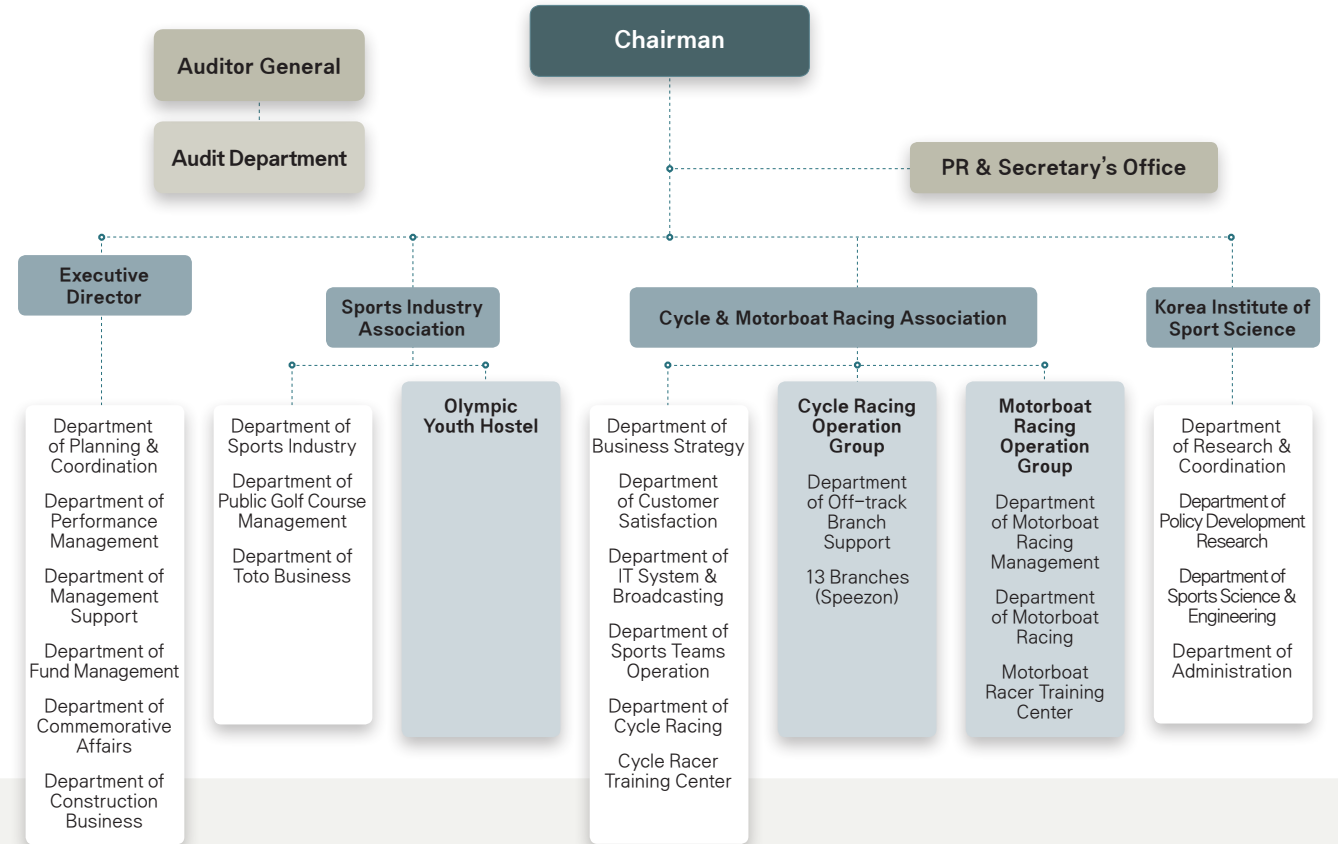 Chairman
Auditor General
Audit Department
PR & Secretary's Office
Executive
Director
Sports Industry
Association
Cycle & Motorboat Racing Association
Korea Institute of
Sport Science
Department
of Planning &
Coordination
Department of
Performance
Management
Department of
Management
Support
Department of
Fund Management
Department of
Commemorative
Affairs
Department of
Construction
Business
Department of
Sports Industry
Department of
Public Golf Course
Management
Department of
Toto Business
Olympic
Youth Hostel
Department of
Business Strategy
Department
of Customer
Satisfaction
Department of
IT System &
Broadcasting
Department of
Sports Teams
Operation
Department of
Cycle Racing
Cycle Racer
Training Center
Cycle Racing
Operation
Group
Department
of Off-track
Branch
Support
13 Branches
(Speezon)
Motorboat
Racing
Operation
Group
Department
of Motorboat
Racing
Management
Department
of Motorboat
Racing
Motorboat
Racer Training
Center
Department
of Research &
Coordination
Department of
Policy Development
Research
Department of
Sports Science &
Engineering
Department of
Administration